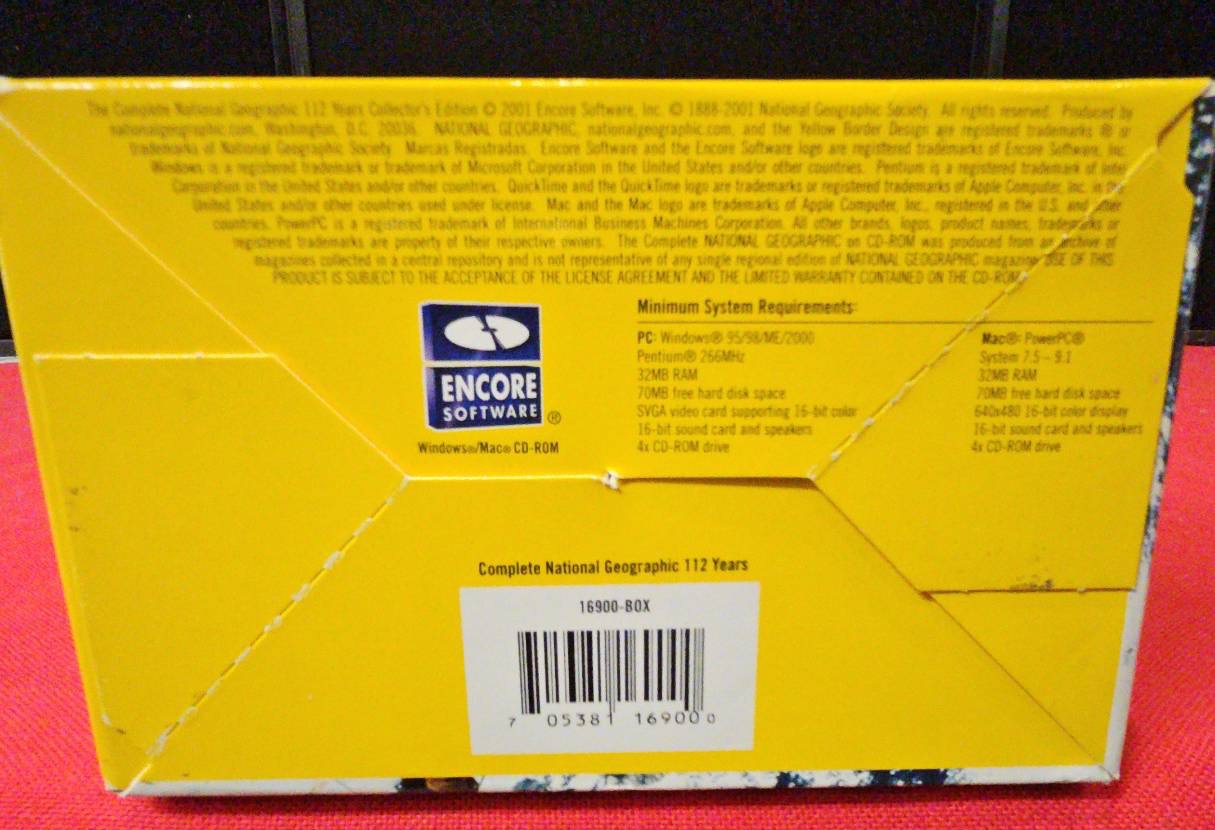 The Complete National Geographic 112 Years Collector's Edition © 2001 Encore Software, Inc. © 1888-2001 National Geographic Society. All rights reserved. Produced by
nationalgeographic.com, Washington, D.C. 20036. NATIONAL GEOGRAPHIC, nationalgeographic.com, and the Yellow Border Design are registered trademarks ® or
trademarks of National Geographic Society. Marcas Registradas. Encore Software and the Encore Software logo are registered trademarks of Encore Software, Inc.
Windows is a registered trademark or trademark of Microsoft Corporation in the United States and/or other countries. Pentium is a registered trademark of Intel
Corporation in the United States and/or other countries. QuickTime and the QuickTime logo are trademarks or registered trademarks of Apple Computer, Inc. in the
United States and/or other countries used under license. Mac and the Mac logo are trademarks of Apple Computer, Inc., registered in the U.S. and other
countries. PowerPC is a registered trademark of International Business Machines Corporation. All other brands, logos, product names, trademarks or
registered trademarks are property of their respective owners. The Complete NATIONAL GEOGRAPHIC on CD-ROM was produced from an archive of
magazines collected in a central repository and is not representative of any single regional edition of NATIONAL GEOGRAPHIC magazine. USE OF THIS
PRODUCT IS SUBJECT TO THE ACCEPTANCE OF THE LICENSE AGREEMENT AND THE LIMITED WARRANTY CONTAINED ON THE CD-ROM.
ENCORE
SOFTWARE ®
Windows®/Mac® CD-ROM
Minimum System Requirements:
PC: Windows® 95/98/ME/2000
Pentium® 266MHz
32MB RAM
70MB free hard disk space
SVGA video card supporting 16-bit color
16-bit sound card and speakers
4x CD-ROM drive
Mac®: PowerPC®
System 7.5 – 9.1
32MB RAM
70MB free hard disk space
640x480 16-bit color display
16-bit sound card and speakers
4x CD-ROM drive
Complete National Geographic 112 Years
16900-BOX
7 05381 16900 0